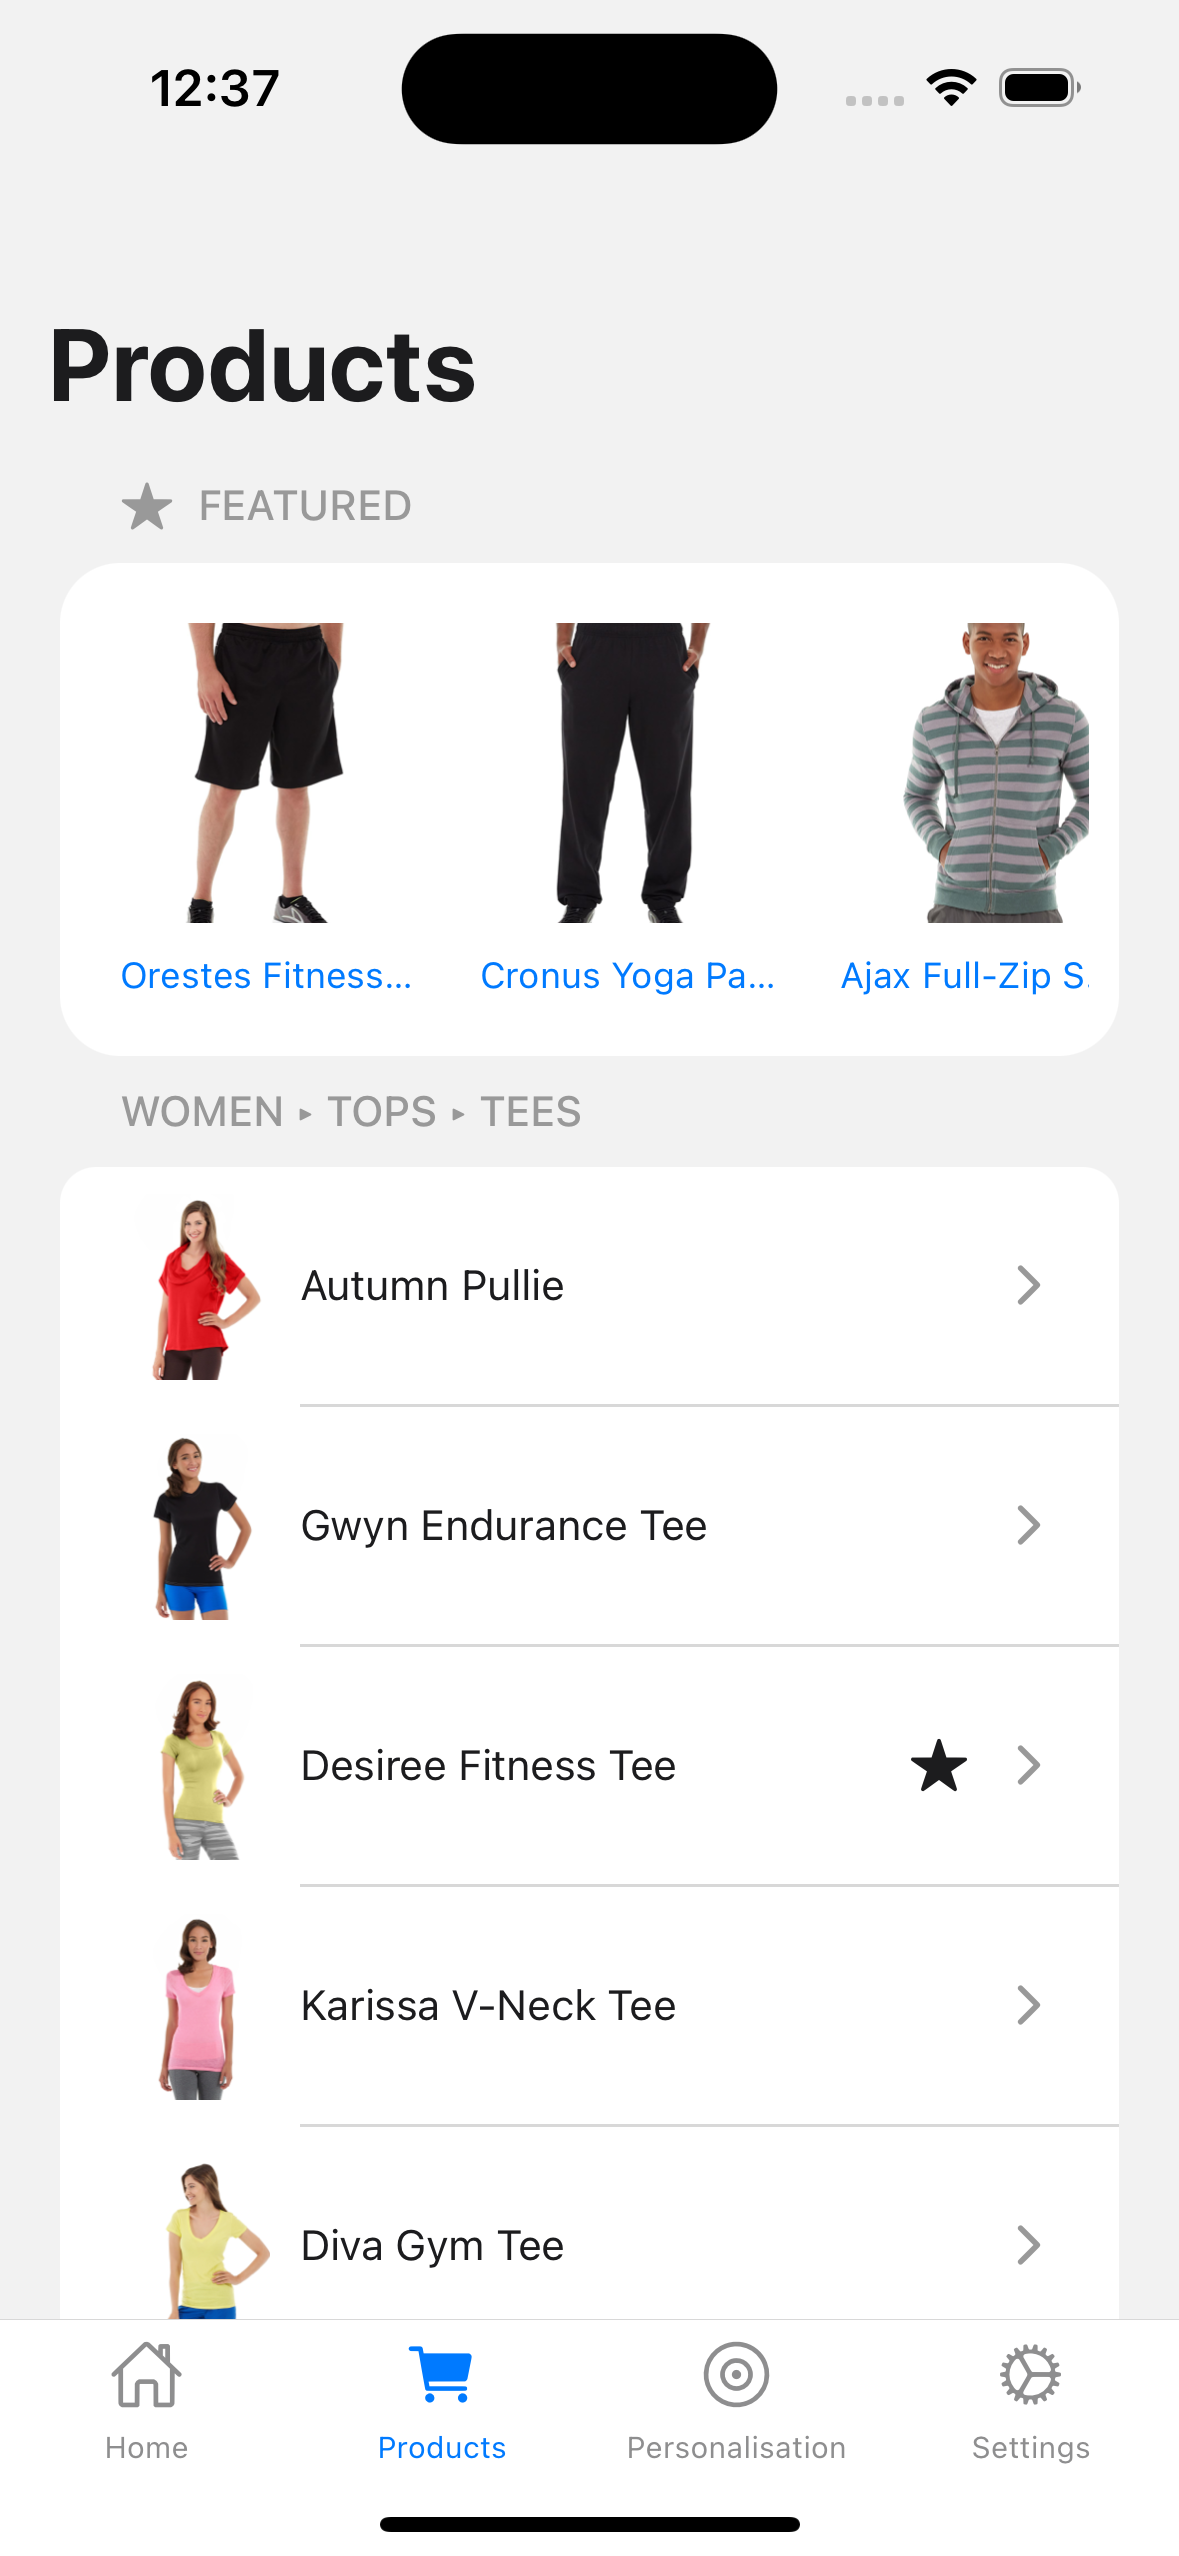 12:37
Products
★ FEATURED
Orestes Fitness...
Cronus Yoga Pa...
Ajax Full-Zip S.
WOMEN ▸ TOPS ▸ TEES
Autumn Pullie
Gwyn Endurance Tee
Desiree Fitness Tee ★
Karissa V-Neck Tee
Diva Gym Tee
Home
Products
Personalisation
Settings